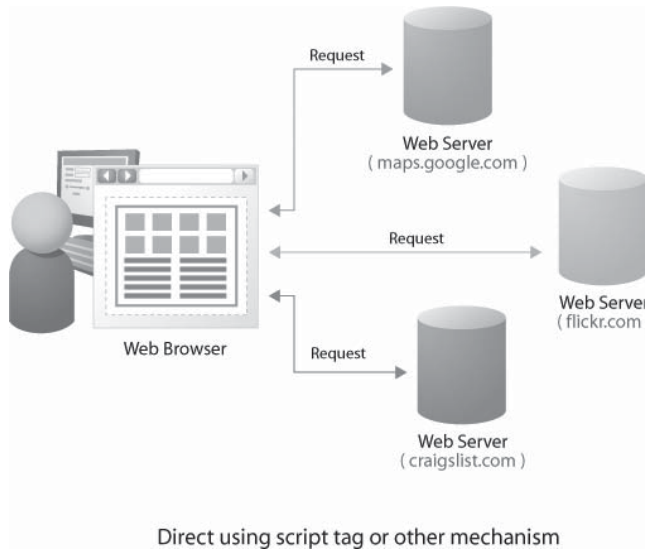 Request
Web Server
( maps.google.com )
Request
Web Server
( flickr.com
Web Browser
Request
Web Server
( craigslist.com )
Direct using script tag or other mechanism